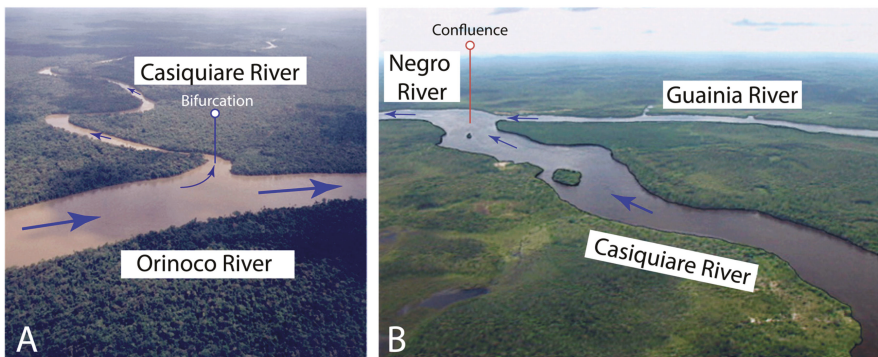 Casiquiare River
Bifurcation
Orinoco River
A
Confluence
Negro
River
Guainia River
Casiquiare River
B